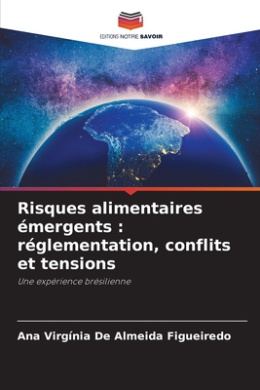 EDITIONS NOTRE SAVOIR
Risques alimentaires
émergents :
réglementation, conflits
et tensions
Une expérience brésilienne
Ana Virgínia De Almeida Figueiredo